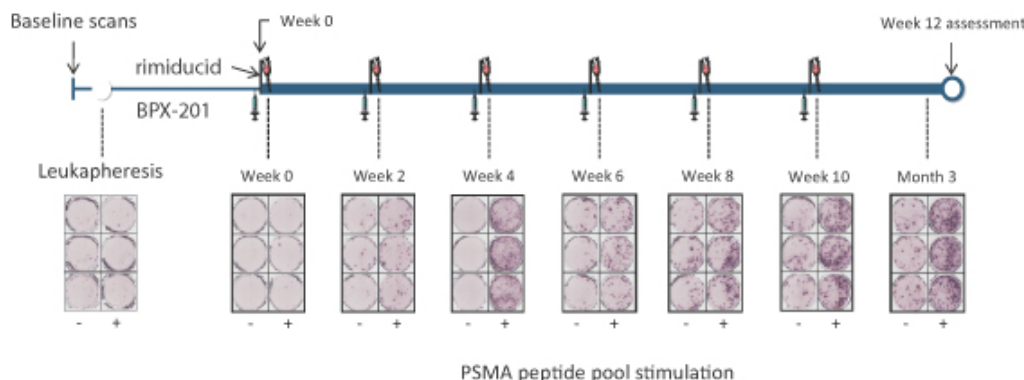 Baseline scans
Week 0
Week 12 assessment
rimiducid
BPX-201
Leukapheresis
Week 0
Week 2
Week 4
Week 6
Week 8
Week 10
Month 3
- +
- +
- +
- +
- +
- +
- +
PSMA peptide pool stimulation